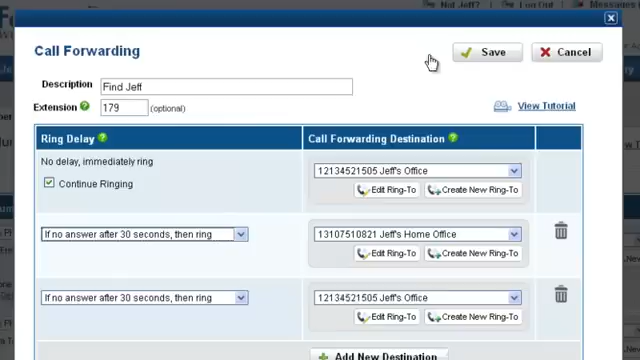 Not Jeff? Log Out Messages
Call Forwarding
Save Cancel
Description Find Jeff
Extension 179 (optional)
View Tutorial
Ring Delay Call Forwarding Destination
No delay, immediately ring
12134521505 Jeff's Office
Continue Ringing
Edit Ring-To Create New Ring-To
If no answer after 30 seconds, then ring 13107510821 Jeff's Home Office
Edit Ring-To Create New Ring-To
If no answer after 30 seconds, then ring 12134521505 Jeff's Office
Edit Ring-To Create New Ring-To
Add New Destination